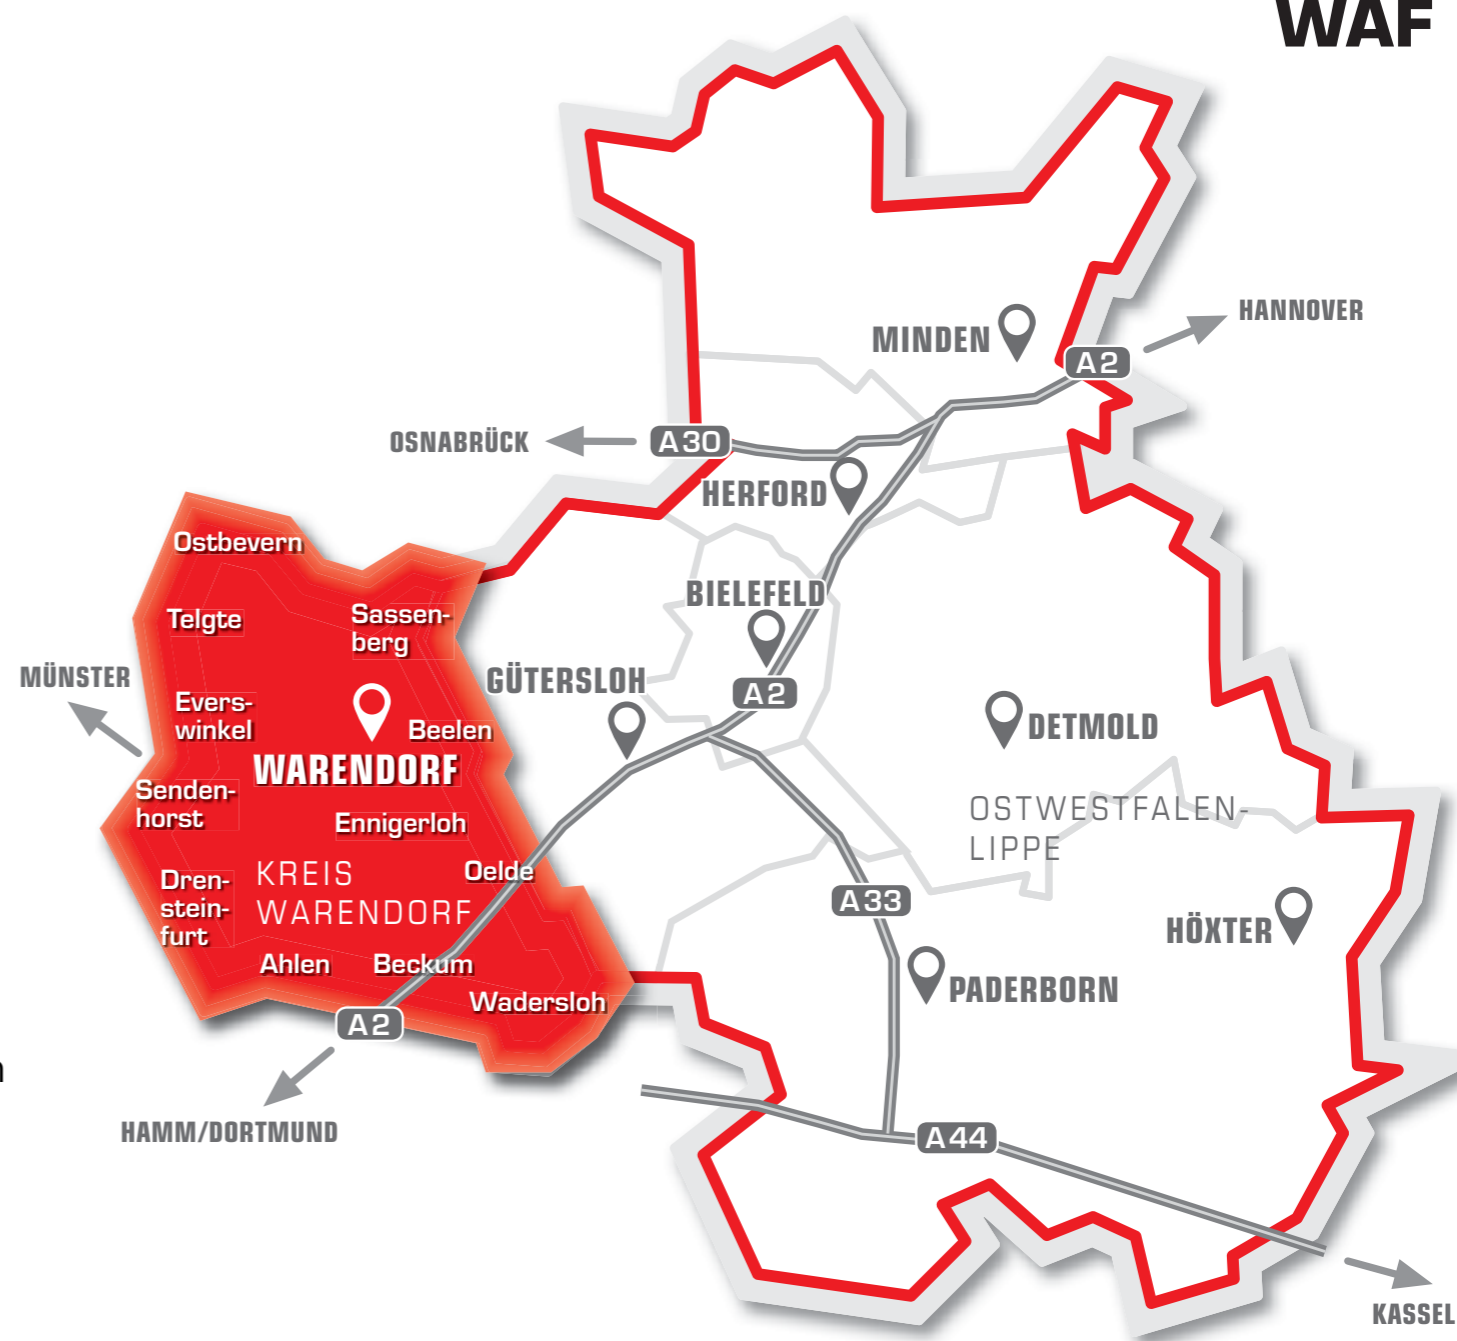 WAF
HANNOVER
MINDEN
A2
OSNABRÜCK
A30
HERFORD
Ostbevern
BIELEFELD
Telgte
Sassen-
berg
MÜNSTER
GÜTERSLOH
A2
Evers-
winkel
Beelen
DETMOLD
WARENDORF
Senden-
horst
OSTWESTFALEN-
LIPPE
Ennigerloh
KREIS
WARENDORF
Oelde
Dren-
stein-
furt
A33
HÖXTER
Ahlen
Beckum
PADERBORN
Wadersloh
A2
HAMM/DORTMUND
A44
KASSEL